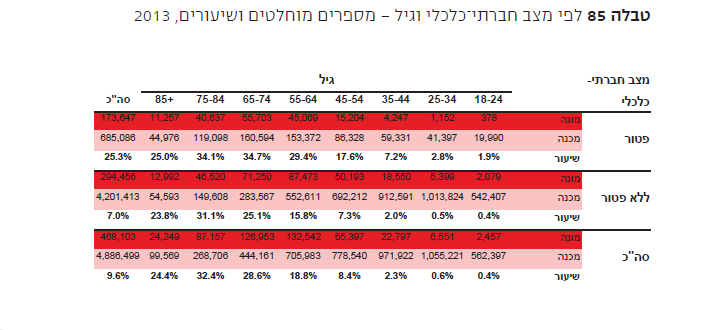 טבלה 85 לפי מצב חברתי־כלכלי וגיל – מספרים מוחלטים ושיעורים, 2013
מצב חברתי- גיל
כלכלי 18-24 25-34 35-44 45-54 55-64 65-74 75-84 85+ סה"כ
מונה 378 1,152 4,247 15,204 45,069 55,703 40,637 11,257 173,647
פטור מכנה 19,990 41,397 59,331 86,328 153,372 160,594 119,098 44,976 685,086
שיעור 1.9% 2.8% 7.2% 17.6% 29.4% 34.7% 34.1% 25.0% 25.3%
מונה 2,079 5,399 18,550 50,193 87,473 71,250 46,520 12,992 294,456
ללא פטור מכנה 542,407 1,013,824 912,591 692,212 552,611 283,567 149,608 54,593 4,201,413
שיעור 0.4% 0.5% 2.0% 7.3% 15.8% 25.1% 31.1% 23.8% 7.0%
מונה 2,457 6,551 22,797 65,397 132,542 126,953 87,157 24,249 468,103
סה"כ מכנה 562,397 1,055,221 971,922 778,540 705,983 444,161 268,706 99,569 4,886,499
שיעור 0.4% 0.6% 2.3% 8.4% 18.8% 28.6% 32.4% 24.4% 9.6%